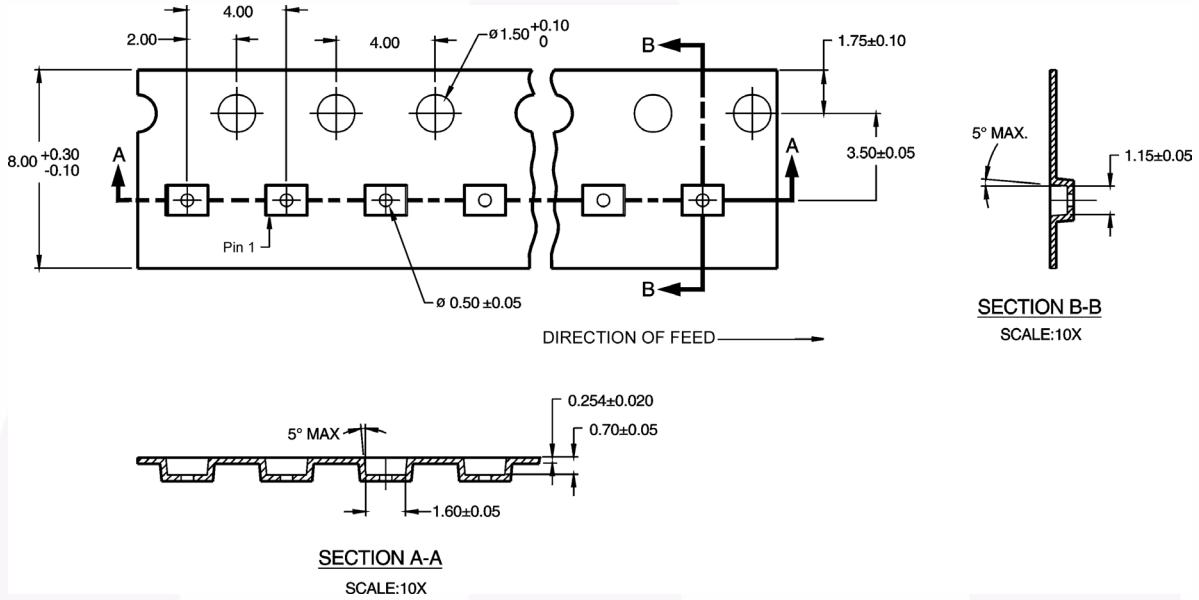 4.00
2.00
4.00
ø1.50 +0.10
0
B
1.75±0.10
8.00 +0.30
-0.10
A
A
3.50±0.05
5° MAX.
1.15±0.05
Pin 1
B
ø 0.50 ±0.05
DIRECTION OF FEED
SECTION B-B
SCALE:10X
0.254±0.020
5° MAX
0.70±0.05
1.60±0.05
SECTION A-A
SCALE:10X